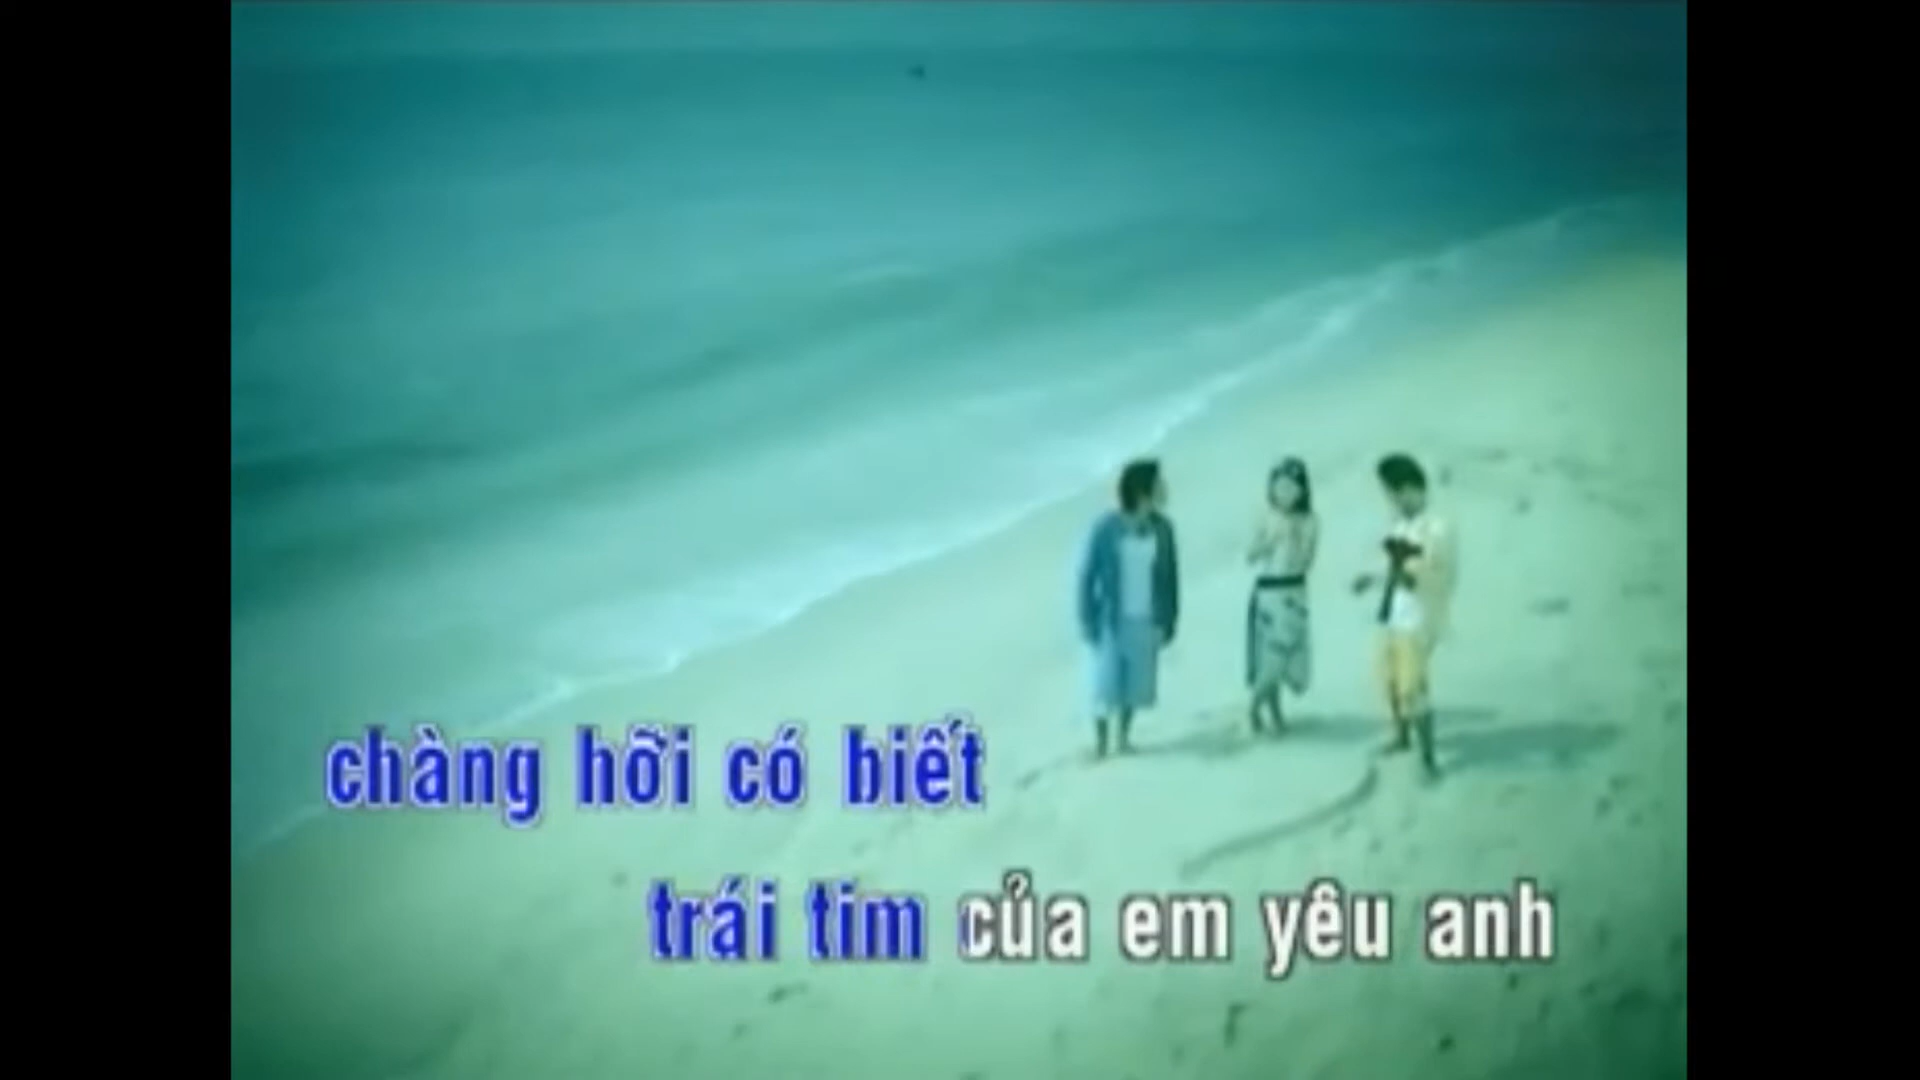 chàng hỡi có biết
trái tim của em yêu anh